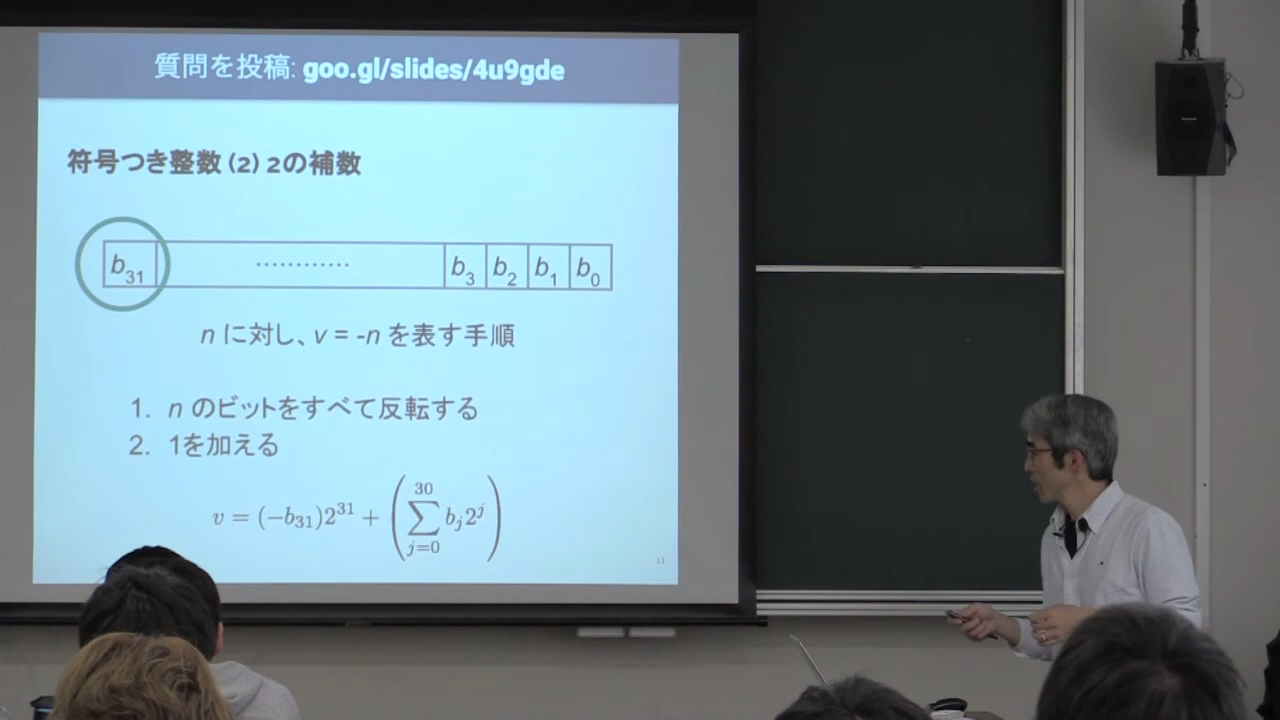 質問を投稿: goo.gl/slides/4u9gde
符号つき整数 (2) 2の補数
b31 ············ b3 b2 b1 b0
n に対し、v = -n を表す手順
1. n のビットをすべて反転する
2. 1を加える
v = (−b31)2^31 + (∑_{j=0}^{30} bj2^j)
11